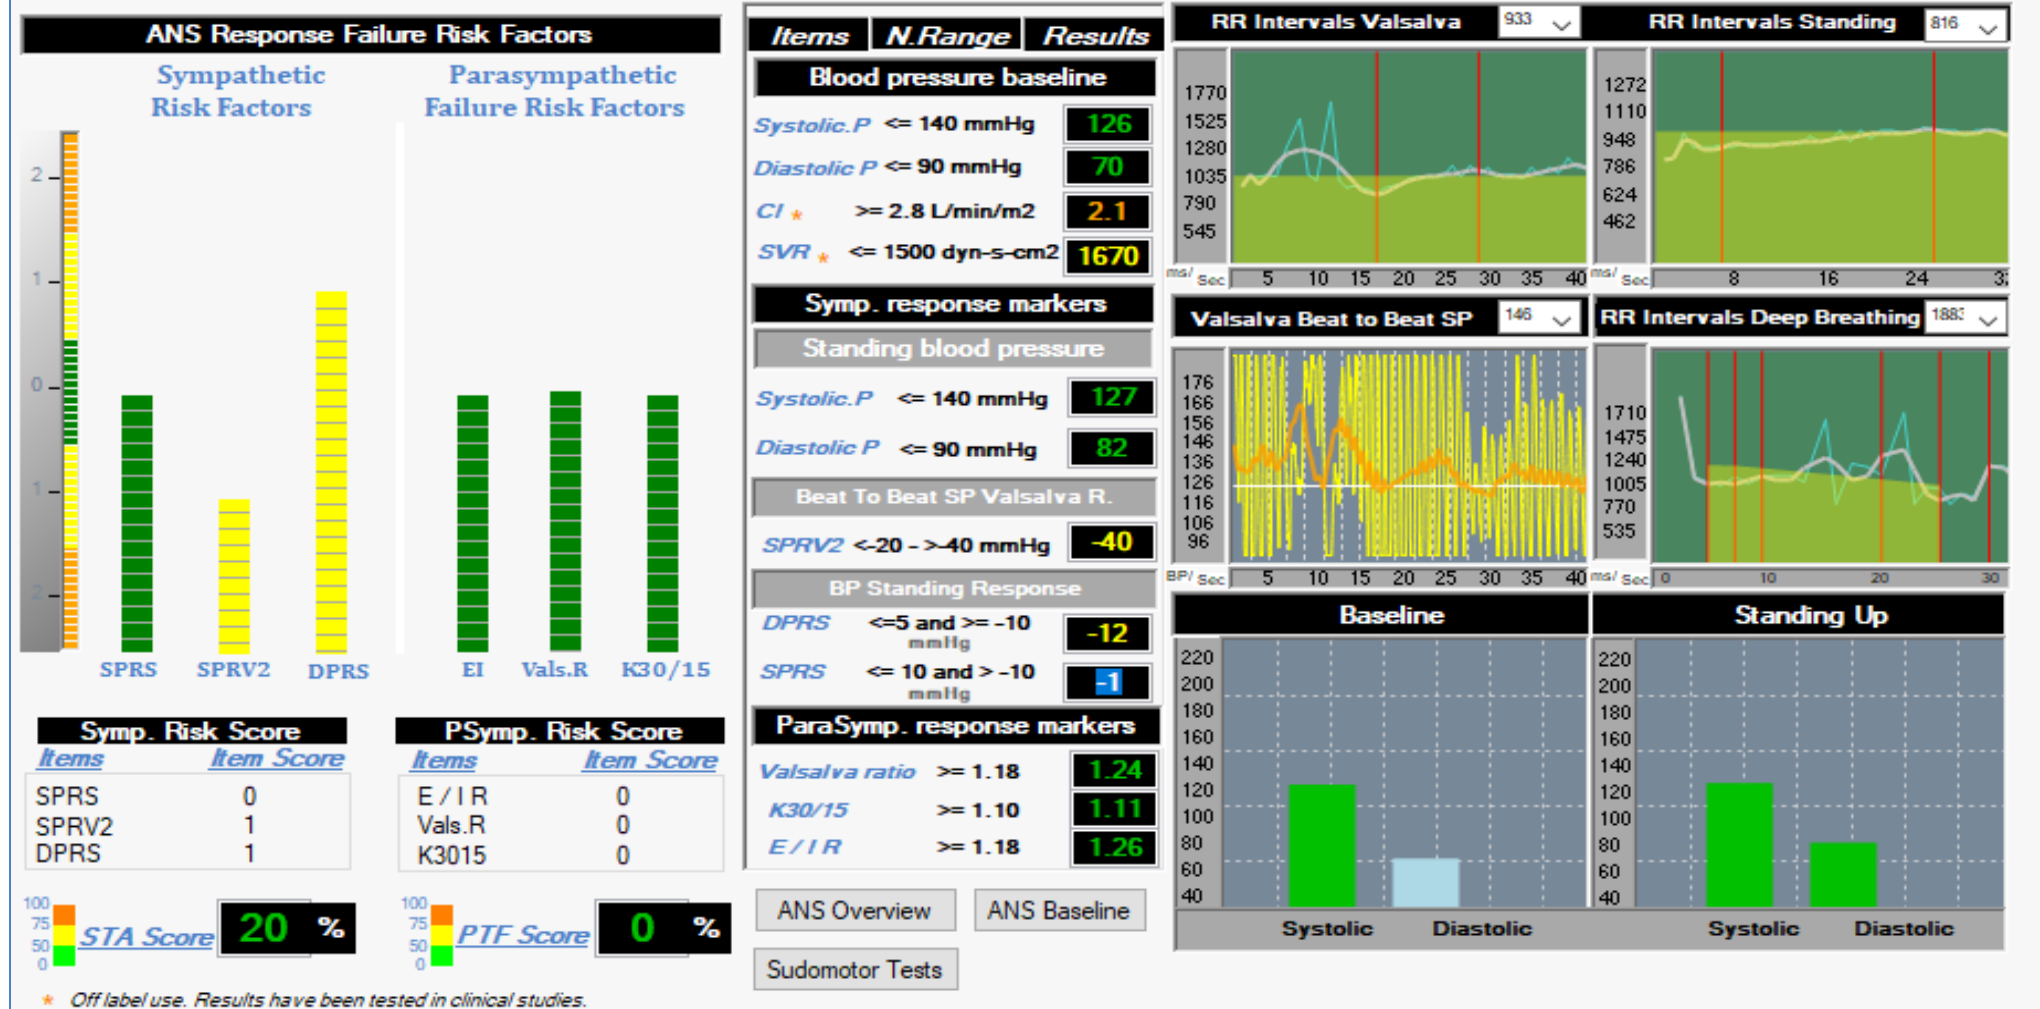 ANS Response Failure Risk Factors
Sympathetic
Risk Factors
Parasympathetic
Failure Risk Factors
2
1
0
1
2
SPRS SPRV2 DPRS
EI Vals.R K30/15
Symp. Risk Score
Items Item Score
SPRS 0
SPRV2 1
DPRS 1
PSymp. Risk Score
Items Item Score
E / I R 0
Vals.R 0
K3015 0
100
75
50
0
STA Score 20 %
100
75
50
0
PTF Score 0 %
* Off label use. Results have been tested in clinical studies.
Items N.Range Results
Blood pressure baseline
Systolic.P <= 140 mmHg 126
Diastolic P <= 90 mmHg 70
CI * >= 2.8 L/min/m2 2.1
SVR * <= 1500 dyn-s-cm2 1670
Symp. response markers
Standing blood pressure
Systolic.P <= 140 mmHg 127
Diastolic P <= 90 mmHg 82
Beat To Beat SP Valsalva R.
SPRV2 <-20 - >-40 mmHg -40
BP Standing Response
DPRS <=5 and >= -10 mmHg -12
SPRS <= 10 and > -10 mmHg -1
ParaSymp. response markers
Valsalva ratio >= 1.18 1.24
K30/15 >= 1.10 1.11
E / I R >= 1.18 1.26
ANS Overview ANS Baseline
Sudomotor Tests
RR Intervals Valsalva 933
1770
1525
1280
1035
790
545
ms/ Sec 5 10 15 20 25 30 35 40
RR Intervals Standing 816
1272
1110
948
786
624
462
ms/ Sec 8 16 24
Valsalva Beat to Beat SP 146
176
166
156
146
136
126
116
106
96
BP/ Sec 5 10 15 20 25 30 35 40
RR Intervals Deep Breathing
1710
1475
1240
1005
770
535
ms/ Sec 0 10 20 30
Baseline
220
200
180
160
140
120
100
80
60
40
Systolic Diastolic
Standing Up
220
200
180
160
140
120
100
80
60
40
Systolic Diastolic